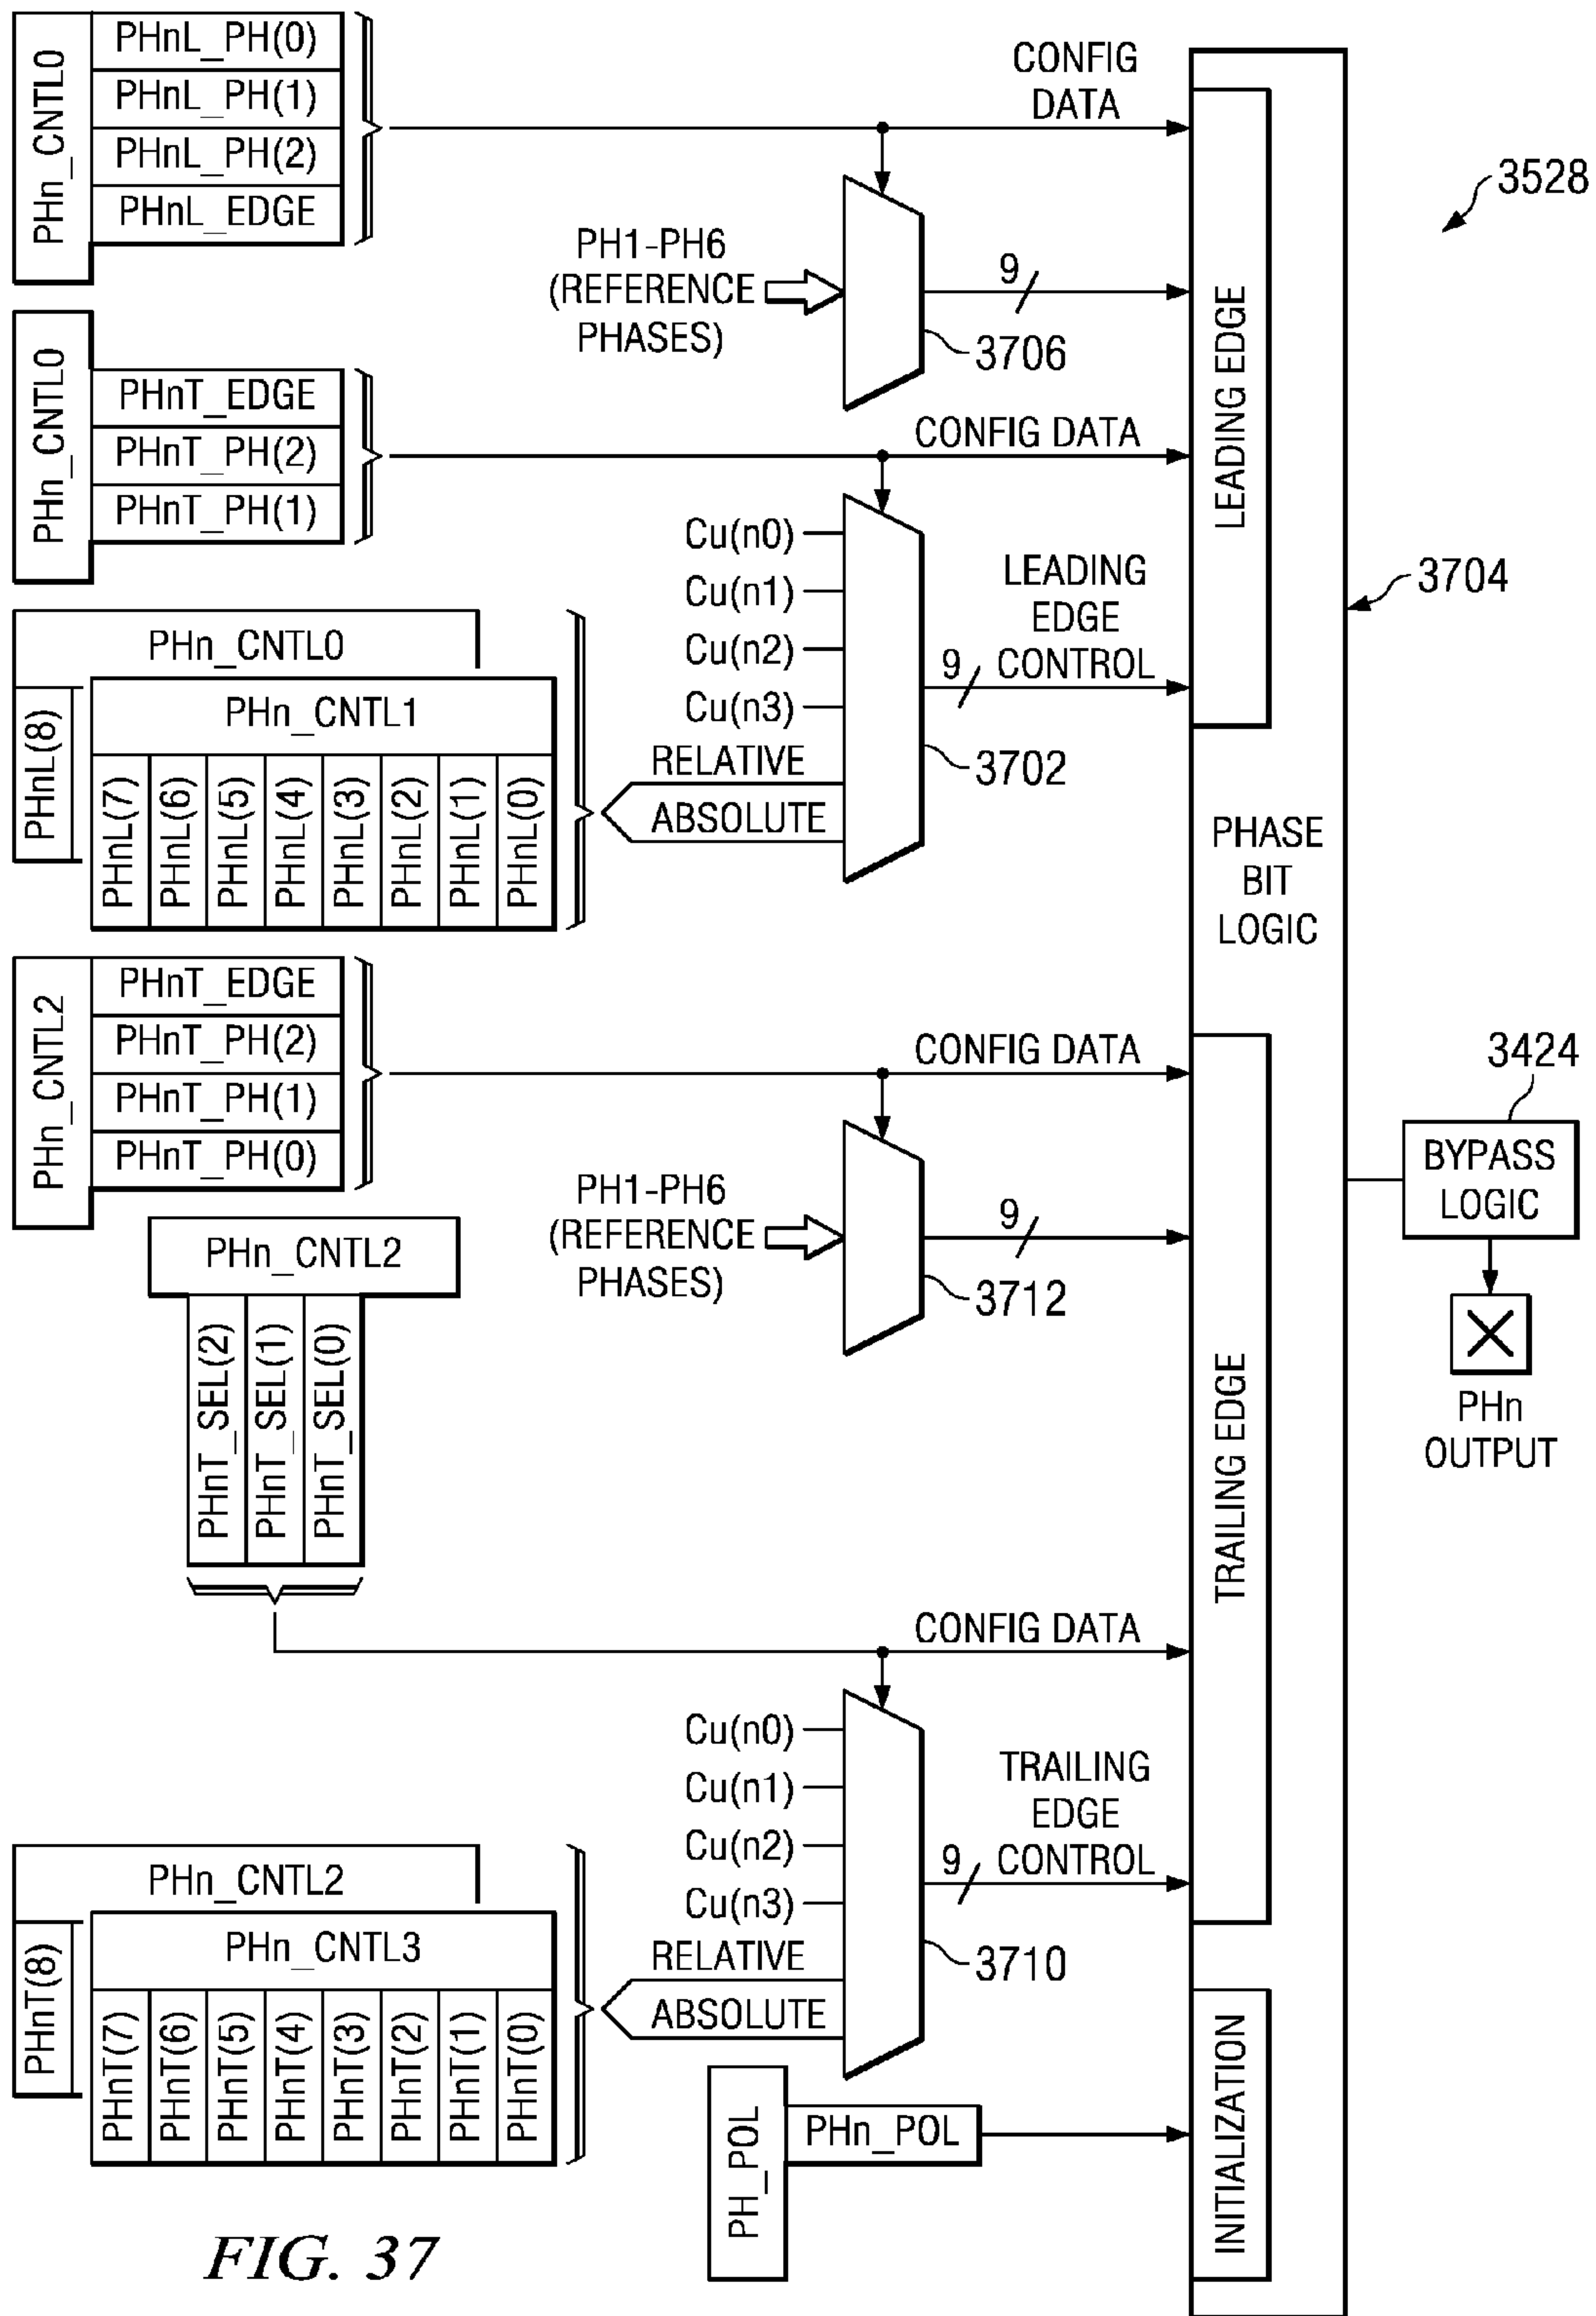 PHn_CNTL0
PHnL_PH(0)
PHnL_PH(1)
PHnL_PH(2)
PHnL_EDGE
CONFIG
DATA
3528
PH1-PH6
(REFERENCE
PHASES)
9
3706
LEADING EDGE
PHn_CNTL0
PHnT_EDGE
PHnT_PH(2)
PHnT_PH(1)
CONFIG DATA
Cu(n0)
Cu(n1)
Cu(n2)
Cu(n3)
RELATIVE
ABSOLUTE
LEADING
EDGE
9 CONTROL
3702
3704
PHn_CNTL0
PHnL(8)
PHn_CNTL1
PHnL(7)
PHnL(6)
PHnL(5)
PHnL(4)
PHnL(3)
PHnL(2)
PHnL(1)
PHnL(0)
PHASE
BIT
LOGIC
PHn_CNTL2
PHnT_EDGE
PHnT_PH(2)
PHnT_PH(1)
PHnT_PH(0)
CONFIG DATA
PH1-PH6
(REFERENCE
PHASES)
9
3712
TRAILING EDGE
3424
BYPASS
LOGIC
PHn
OUTPUT
PHn_CNTL2
PHnT_SEL(2)
PHnT_SEL(1)
PHnT_SEL(0)
CONFIG DATA
Cu(n0)
Cu(n1)
Cu(n2)
Cu(n3)
RELATIVE
ABSOLUTE
TRAILING
EDGE
9 CONTROL
3710
PHn_CNTL2
PHnT(8)
PHn_CNTL3
PHnT(7)
PHnT(6)
PHnT(5)
PHnT(4)
PHnT(3)
PHnT(2)
PHnT(1)
PHnT(0)
PH_POL
PHn_POL
INITIALIZATION
FIG. 37